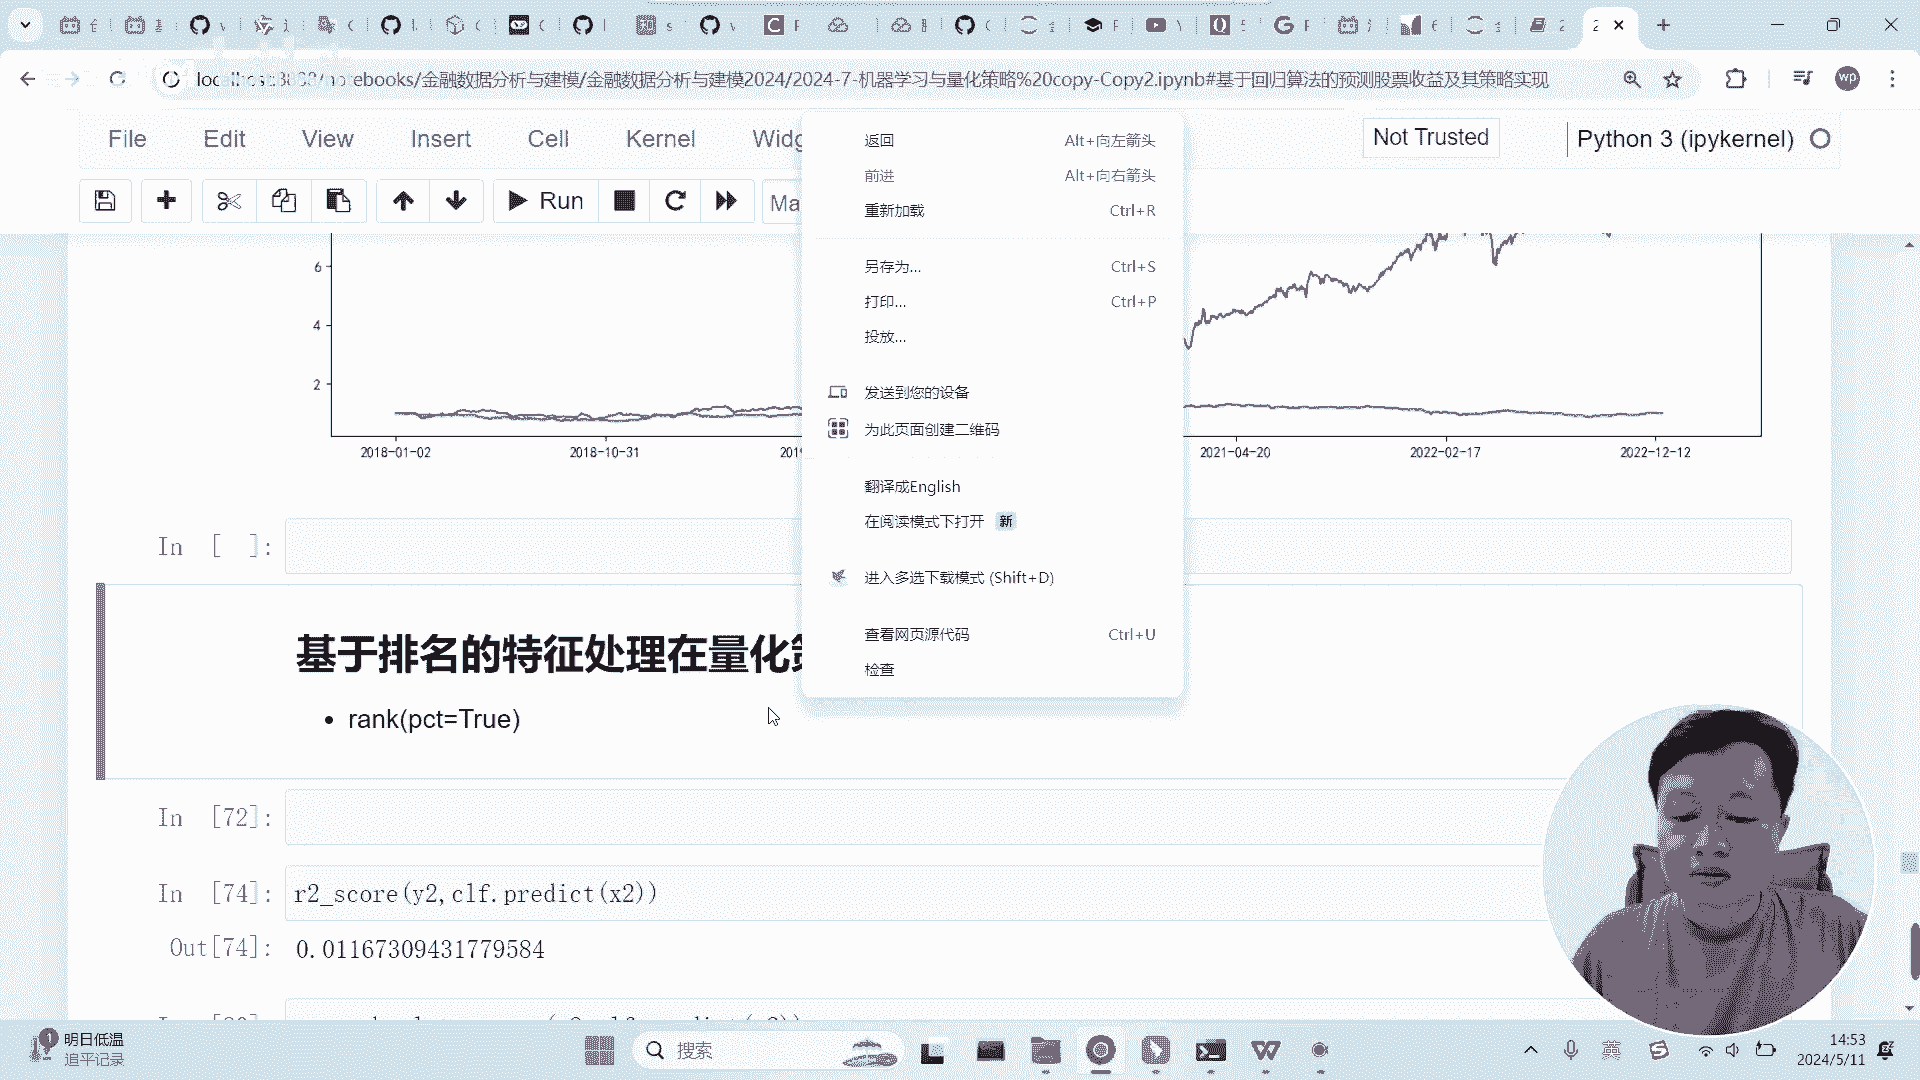 localhost:8888/notebooks/金融数据分析与建模/金融数据分析与建模2024/2024-7-机器学习与量化策略%20copy-Copy2.ipynb#基于回归算法的预测股票收益及其策略实现
wp
File Edit View Insert Cell Kernel Widg
Not Trusted
Python 3 (ipykernel)
Run
Ma
返回 Alt+向左箭头
前进 Alt+向右箭头
重新加载 Ctrl+R
另存为... Ctrl+S
打印... Ctrl+P
投放...
发送到您的设备
为此页面创建二维码
翻译成English
在阅读模式下打开 新
进入多选下载模式 (Shift+D)
查看网页源代码 Ctrl+U
检查
6
4
2
2018-01-02 2018-10-31 2019 2021-04-20 2022-02-17 2022-12-12
In [ ]:
基于排名的特征处理在量化策
• rank(pct=True)
In [72]:
In [74]: r2_score(y2,clf.predict(x2))
Out[74]: 0.01167309431779584
1
明日低温
追平记录
搜索
英
14:53
2024/5/11